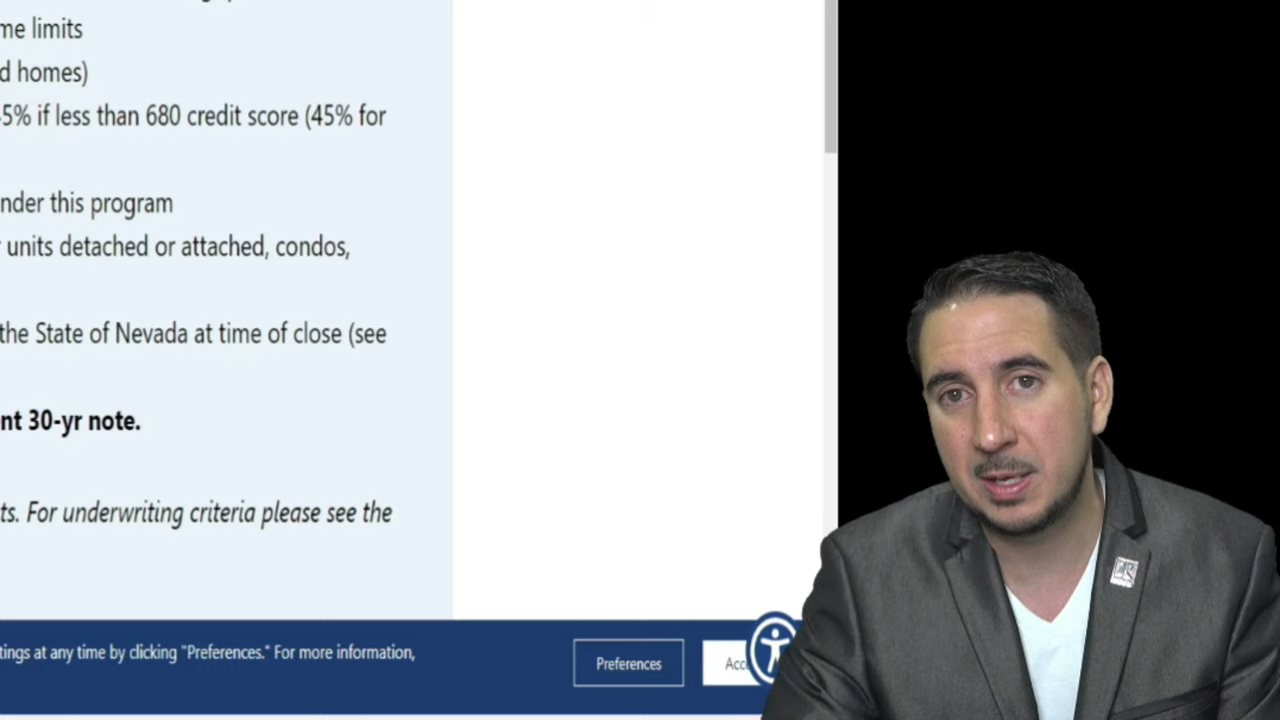 me limits
d homes)
5% if less than 680 credit score (45% for
nder this program
units detached or attached, condos,
the State of Nevada at time of close (see
nt 30-yr note.
ts. For underwriting criteria please see the
tings at any time by clicking "Preferences." For more information,
Preferences
Acc